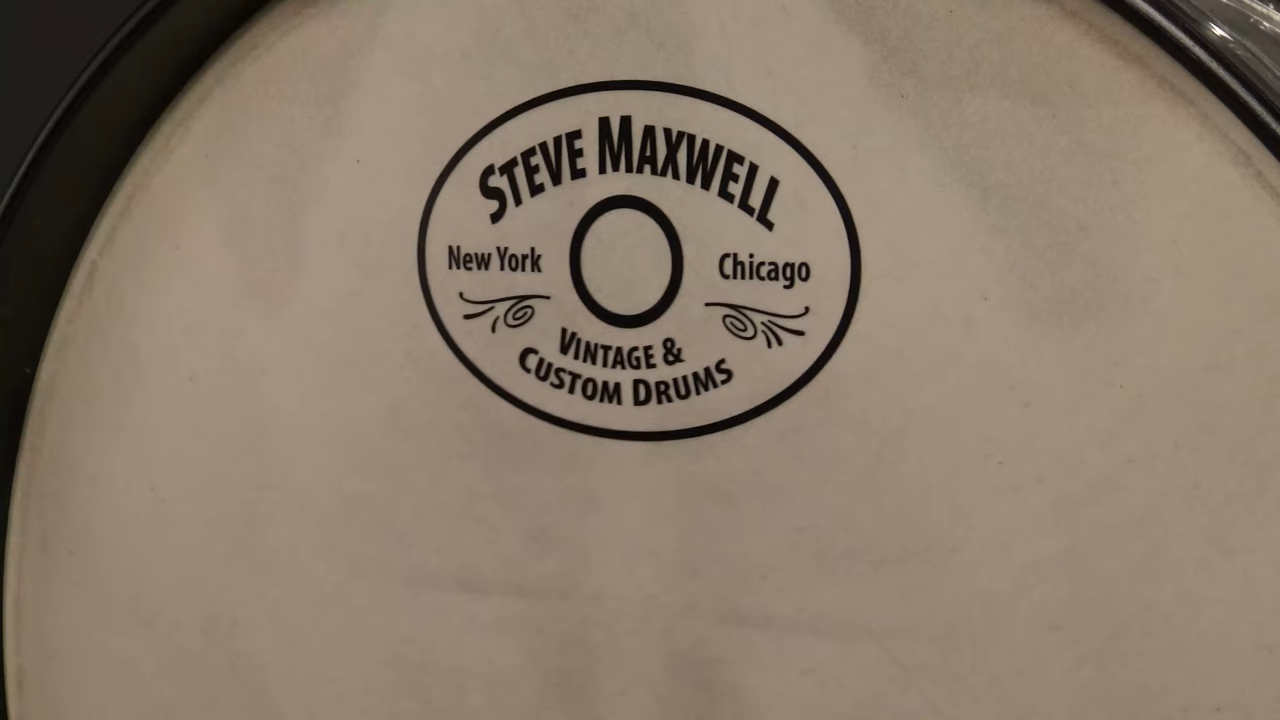 STEVE MAXWELL
New York
Chicago
VINTAGE &
CUSTOM DRUMS